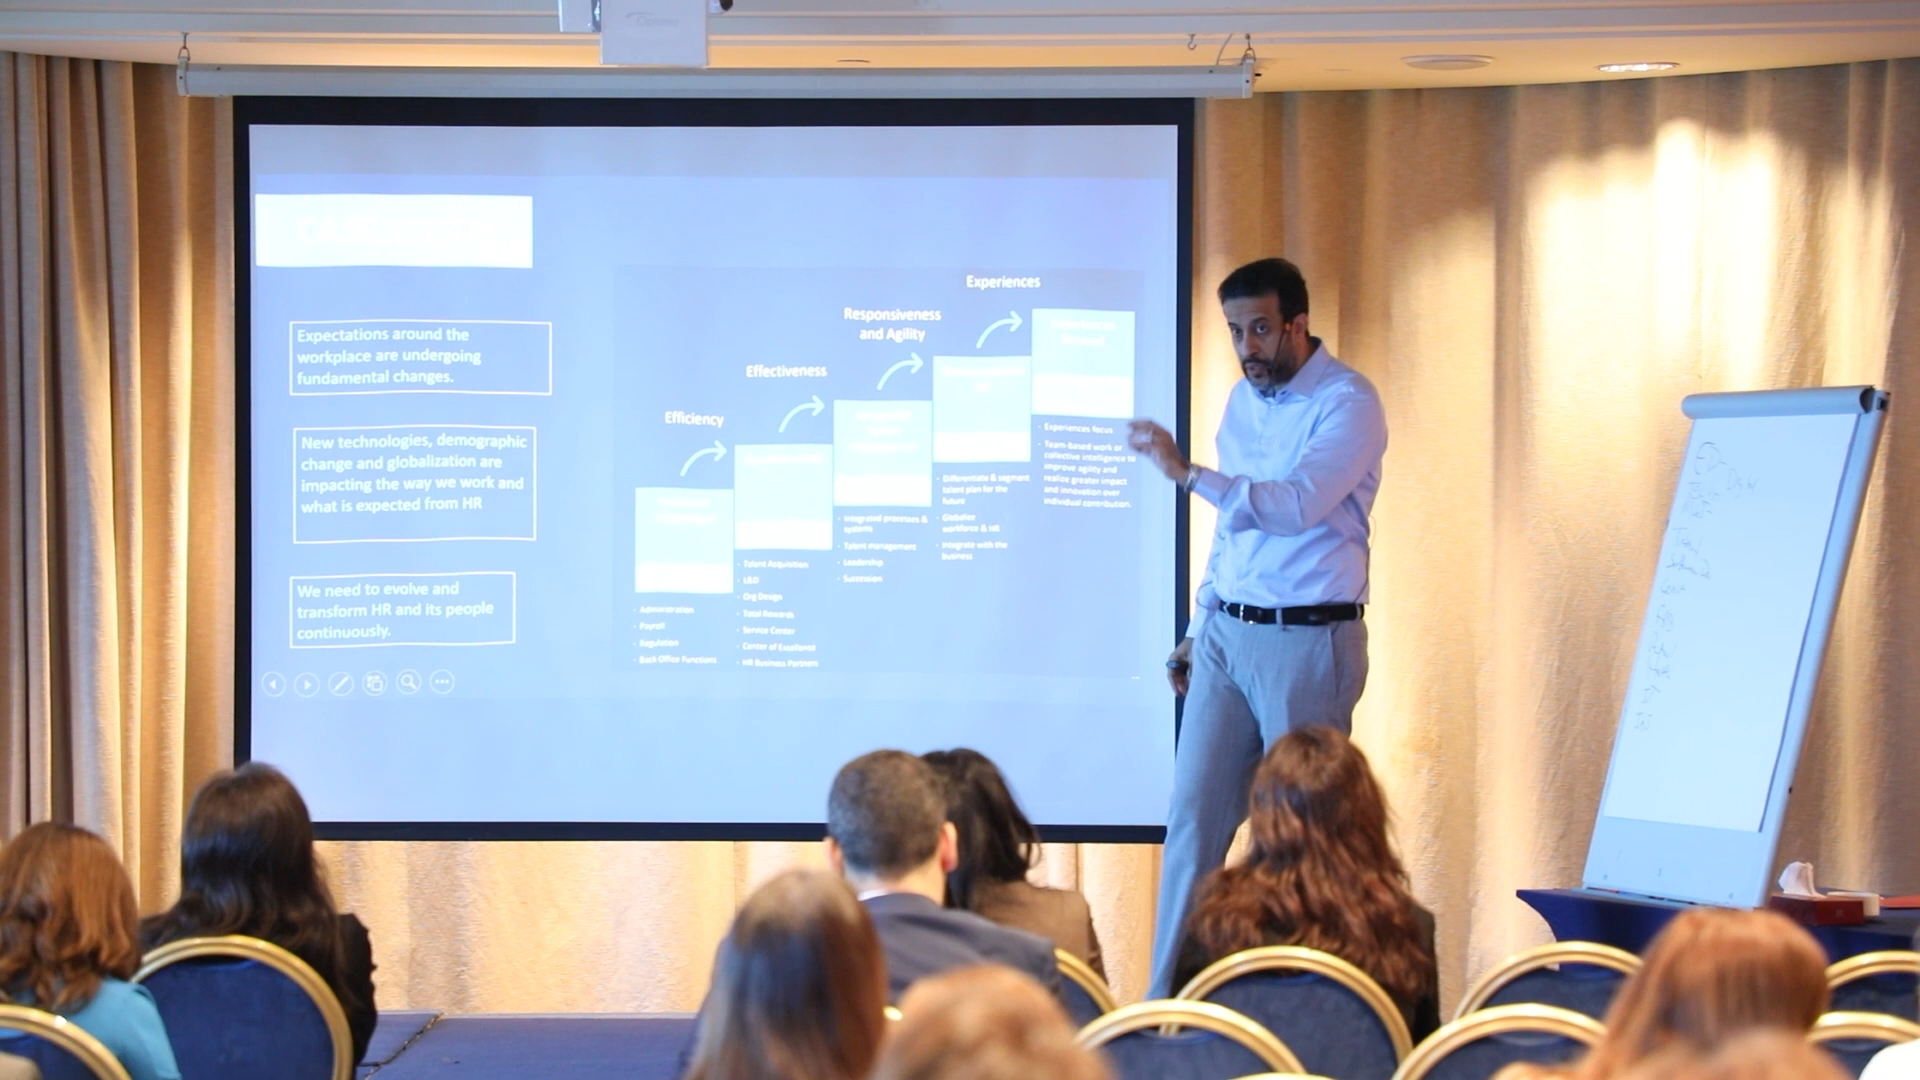 Expectations around the
workplace are undergoing
fundamental changes.
New technologies, demographic
change and globalization are
impacting the way we work and
what is expected from HR
We need to evolve and
transform HR and its people
continuously.
Efficiency
- Administration
- Payroll
- Regulation
- Back Office Functions
Effectiveness
- Talent Acquisition
- L&D
- Org Design
- Total Rewards
- Service Center
- Center of Excellence
- HR Business Partners
Responsiveness
and Agility
- Integrated processes &
systems
- Talent management
- Leadership
- Succession
Experiences
- Differentiate & segment
talent plan for the
future
- Globalize
workforce & HR
- Integrate with the
business
- Experiences focus
- Team-based work or
collective intelligence to
improve agility and
realize greater impact
and innovation over
individual contribution.